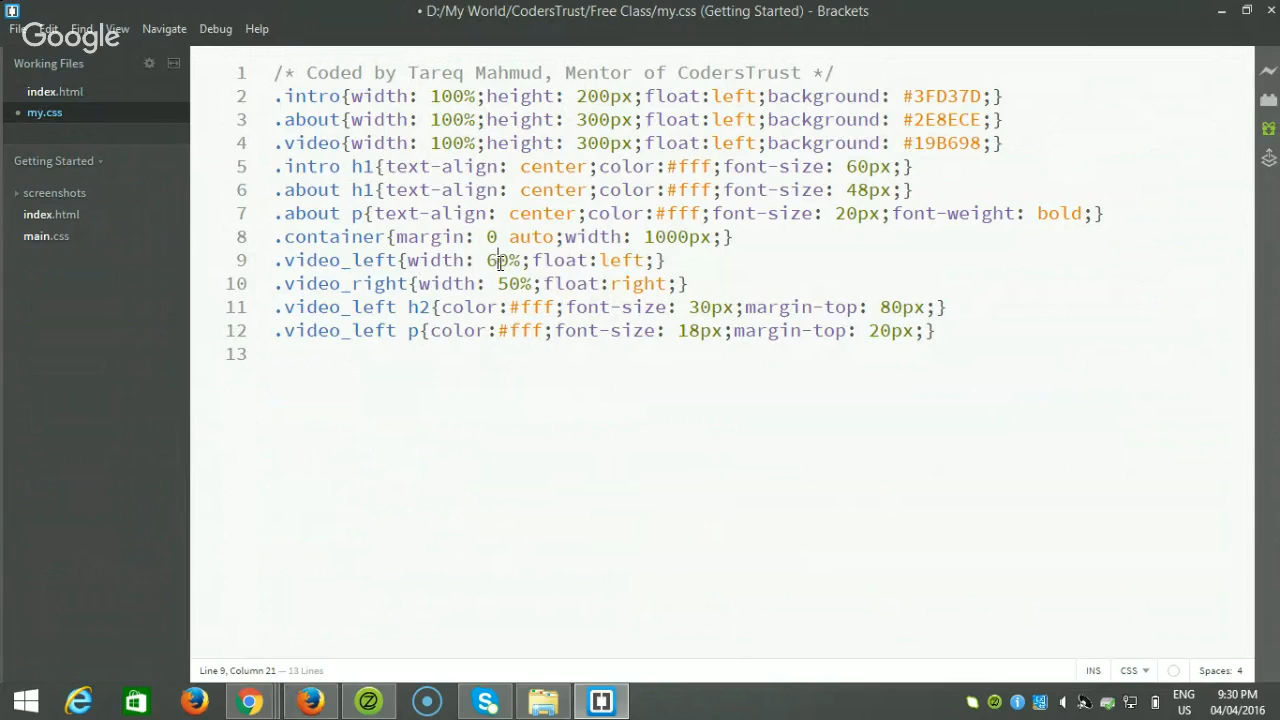 • D:/My World/CodersTrust/Free Class/my.css (Getting Started) - Brackets
File Edit Find View Navigate Debug Help
Google
Working Files
index.html
• my.css
Getting Started
screenshots
index.html
main.css
1 /* Coded by Tareq Mahmud, Mentor of CodersTrust */
2 .intro{width: 100%;height: 200px;float:left;background: #3FD37D;}
3 .about{width: 100%;height: 300px;float:left;background: #2E8ECE;}
4 .video{width: 100%;height: 300px;float:left;background: #19B698;}
5 .intro h1{text-align: center;color:#fff;font-size: 60px;}
6 .about h1{text-align: center;color:#fff;font-size: 48px;}
7 .about p{text-align: center;color:#fff;font-size: 20px;font-weight: bold;}
8 .container{margin: 0 auto;width: 1000px;}
9 .video_left{width: 60%;float:left;}
10 .video_right{width: 50%;float:right;}
11 .video_left h2{color:#fff;font-size: 30px;margin-top: 80px;}
12 .video_left p{color:#fff;font-size: 18px;margin-top: 20px;}
13
Line 9, Column 21 — 13 Lines
INS CSS Spaces: 4
ENG 9:30 PM
US 04/04/2016